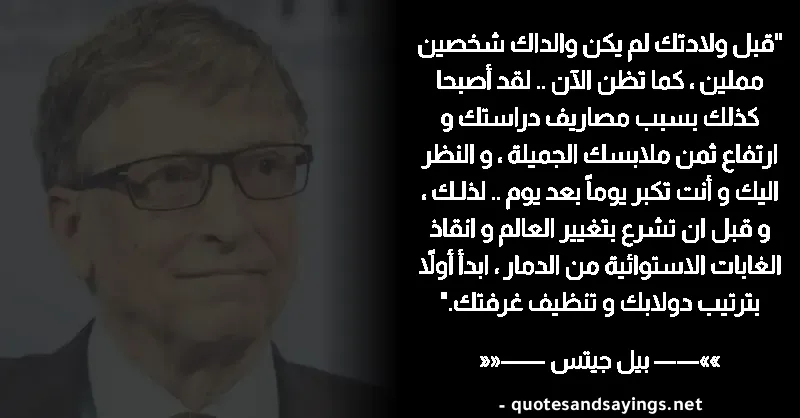 "قبل ولادتك لم يكن والداك شخصين
مملين ، كما تظن الآن .. لقد أصبحا
كذلك بسبب مصاريف دراستك و
ارتفاع ثمن ملابسك الجميلة ، و النظر
اليك و أنت تكبر يوماً بعد يوم .. لذلك ،
و قبل ان تشرع بتغيير العالم و انقاذ
الغابات الاستوائية من الدمار ، ابدأ أولًا
بترتيب دولابك و تنظيف غرفتك."
»»—— بيل جيتس ——««
- quotesandsayings.net